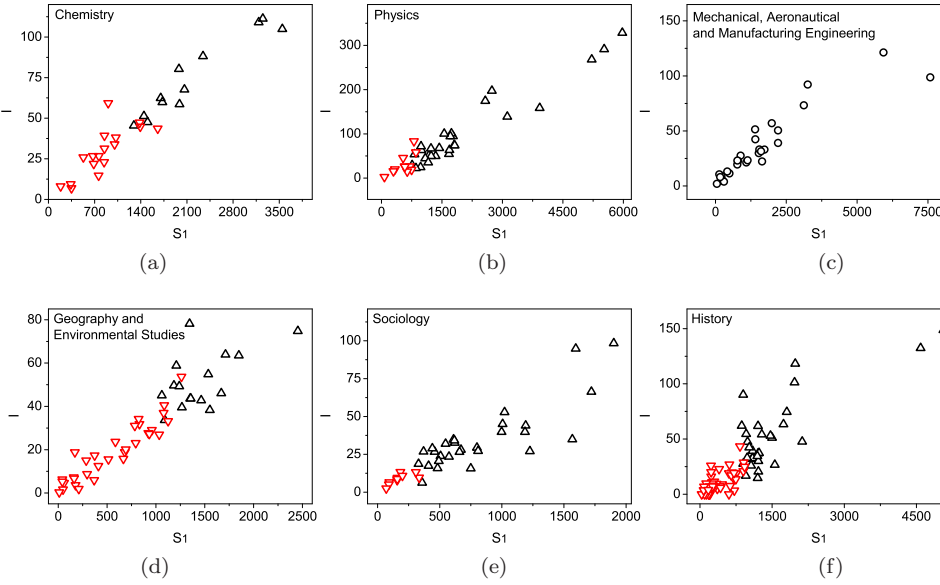 Chemistry
100
75
50
25
0
I
0 700 1400 2100 2800 3500
S1
(a)
Physics
300
200
100
0
I
0 1500 3000 4500 6000
S1
(b)
Mechanical, Aeronautical
and Manufacturing Engineering
150
100
50
0
I
0 2500 5000 7500
S1
(c)
Geography and
Environmental Studies
80
60
40
20
0
I
0 500 1000 1500 2000 2500
S1
(d)
Sociology
100
75
50
25
0
I
0 500 1000 1500 2000
S1
(e)
History
150
100
50
0
I
0 1500 3000 4500
S1
(f)